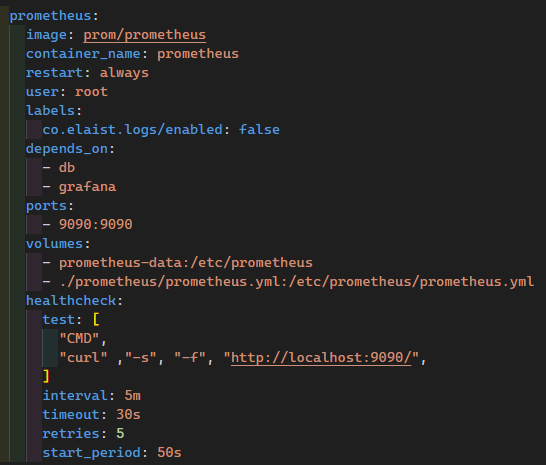 prometheus:
image: prom/prometheus
container_name: prometheus
restart: always
user: root
labels:
co.elaist.logs/enabled: false
depends_on:
- db
- grafana
ports:
- 9090:9090
volumes:
- prometheus-data:/etc/prometheus
- ./prometheus/prometheus.yml:/etc/prometheus/prometheus.yml
healthcheck:
test: [
"CMD",
"curl" ,"-s", "-f", "http://localhost:9090/",
]
interval: 5m
timeout: 30s
retries: 5
start_period: 50s